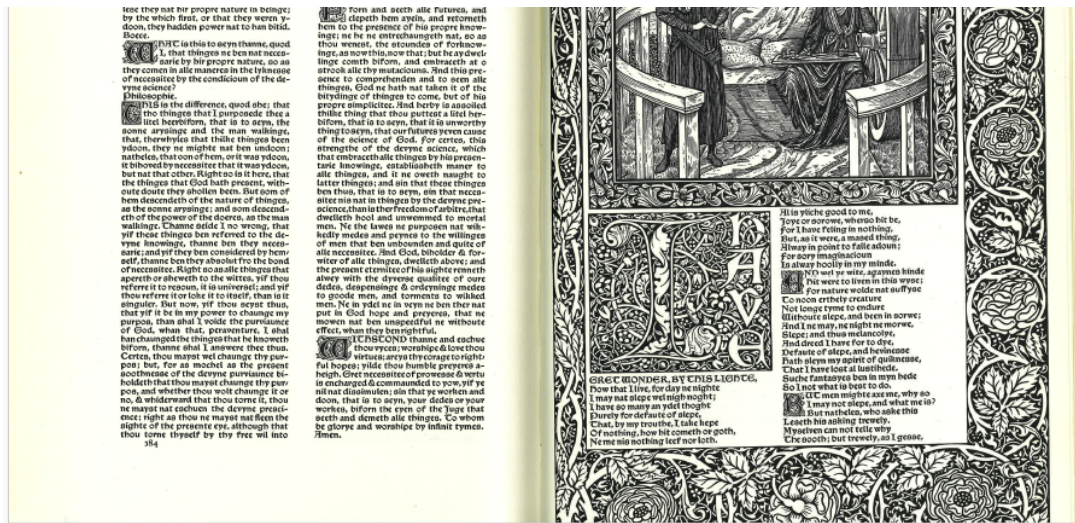 lese they nat hir propre nature in beinge;
by the which first, or that they weren y-
doon, they hadden power nat to han bitid.
Boece.
WHAT is this to seyn thanne, quod
I, that thinges ne ben nat neces-
sarie by hir propre nature, so as
they comen in alle maneres in the lyknesse
of necessitee by the condicioun of the de-
vyne science?
Philosophie.
THIS is the difference, quod she; that
tho thinges that I purposede thee a
litel herbiforn, that is to seyn, the
sonne arysinge and the man walkinge,
that, therwhyles that thilke thinges been
ydoon, they ne mighte nat ben undoon;
natheles, that oon of hem, or it was ydoon,
it bihoved by necessitee that it was ydoon,
but nat that other. Right so is it here, that
the thinges that God hath present, with-
oute doute they shollen been. But som of
hem descendeth of the nature of thinges,
as the sonne arysinge; and som descend-
eth of the power of the doeres, as the man
walkinge. Thanne seide I no wrong, that
yif these thinges ben referred to the de-
vyne knowinge, thanne ben they neces-
sarie; and yif they ben considered by hem-
self, thanne ben they absolut fro the bond
of necessitee. Right so as alle thinges that
apereth or sheweth to the wittes, yif thou
referre it to resoun, it is universel; and yif
thou referre it or loke it to itself, than is it
singuler. But now, yif thou seyst thus,
that yif it be in my power to chaunge my
purpos, than shal I voide the purviaunce
of God, whan that, peraventure, I shal
han chaunged the thinges that he knoweth
biforn, thanne shal I answere thee thus.
Certes, thou mayst wel chaunge thy pur-
pos; but, for as mochel as the present
soothnesse of the devyne purviaunce bi-
holdeth that thou mayst chaunge thy pur-
pos, and whether thou wolt chaunge it or
no, & whiderward that thou torne it, thou
ne mayst nat eschuen the devyne presci-
ence; right as thou ne mayst nat fleen the
sighte of the presente eye, although that
thou torne thyself by thy free wil into
384
forn and seeth alle futures, and
clepeth hem ayein, and retorneth
hem to the presence of his propre know-
inge; ne he ne entrechaungeth nat, so as
thou wenest, the stoundes of forknow-
inge, as now this, now that; but he aydwel-
linge comth biforn, and embraceth at o
strook alle thy mutaciouns. And this pre-
sence to comprehenden and to seen alle
thinges, God ne hath nat taken it of the
bitydinge of thinges to come, but of his
propre simplicitee. And herby is assoiled
thilke thing that thou puttest a litel her-
biforn, that is to seyn, that it is unworthy
thing to seyn, that our futures yeven cause
of the science of God. For certes, this
strengthe of the devyne science, which
that embraceth alle thinges by his presen-
tarie knowinge, establissheth maner to
alle thinges, and it ne oweth naught to
latter thinges; and sin that these thinges
ben thus, that is to seyn, sin that neces-
sitee nis nat in thinges by the devyne pre-
science, than is ther freedom of arbitre, that
dwelleth hool and unwemmed to mortal
men. Ne the lawes ne purposen nat wik-
kedly medes and peynes to the willinges
of men that ben unbounden and quite of
alle necessitee. And God, biholder & for-
witer of alle thinges, dwelleth above; and
the present eternitee of his sighte renneth
alwey with the dyverse qualitee of oure
dedes, despensinge & ordeyninge medes
to goode men, and torments to wikked
men. Ne in ydel ne in veyn ne ben ther nat
put in God hope and preyeres, that ne
mowen nat ben unspeedful ne withoute
effect, whan they ben rightful.
WITHSTOND thanne and eschue
thou vyces; worshipe & love thou
virtues; areys thy corage to right-
ful hopes; yilde thou humble preyeres a-
heigh. Gret necessitee of prowesse & vertu
is encharged & commaunded to yow, yif ye
nil nat dissimulen; sin that ye worken and
doon, that is to seyn, your dedes or your
workes, biforn the eyen of the Juge that
seeth and demeth alle thinges. To whom
be glorye and worshipe by infinit tymes.
Amen.
I HAVE
GRET WONDER, BY THIS LIGHTE,
How that I live, for day ne nighte
I may nat slepe wel nigh noght;
I have so many an ydel thoght
Purely for defaute of slepe,
That, by my trouthe, I take kepe
Of nothing, how hit cometh or goth,
Ne me nis nothing leef nor loth.
Al is yliche good to me,
Joye or sorowe, wherso hit be,
For I have feling in nothing,
But, as it were, a mased thing,
Alway in point to falle adoun;
For sory imaginacioun
Is alway hoolly in my minde.
AND wel ye wite, agaynes kinde
Hit were to liven in this wyse;
For nature wolde nat suffyse
To noon erthely creature
Not longe tyme to endure
Withoute slepe, and been in sorwe;
And I ne may, ne night ne morwe,
Slepe; and thus melancolye,
And dreed I have for to dye,
Defaute of slepe, and hevinesse
Hath sleyn my spirit of quiknesse,
That I have lost al lustihede.
Suche fantasyes ben in myn hede
So I not what is best to do.
BUT men mighte axe me, why so
I may not slepe, and what me is?
But natheles, who aske this
Leseth his asking trewely.
Myselven can not telle why
The sooth; but trewely, as I gesse,